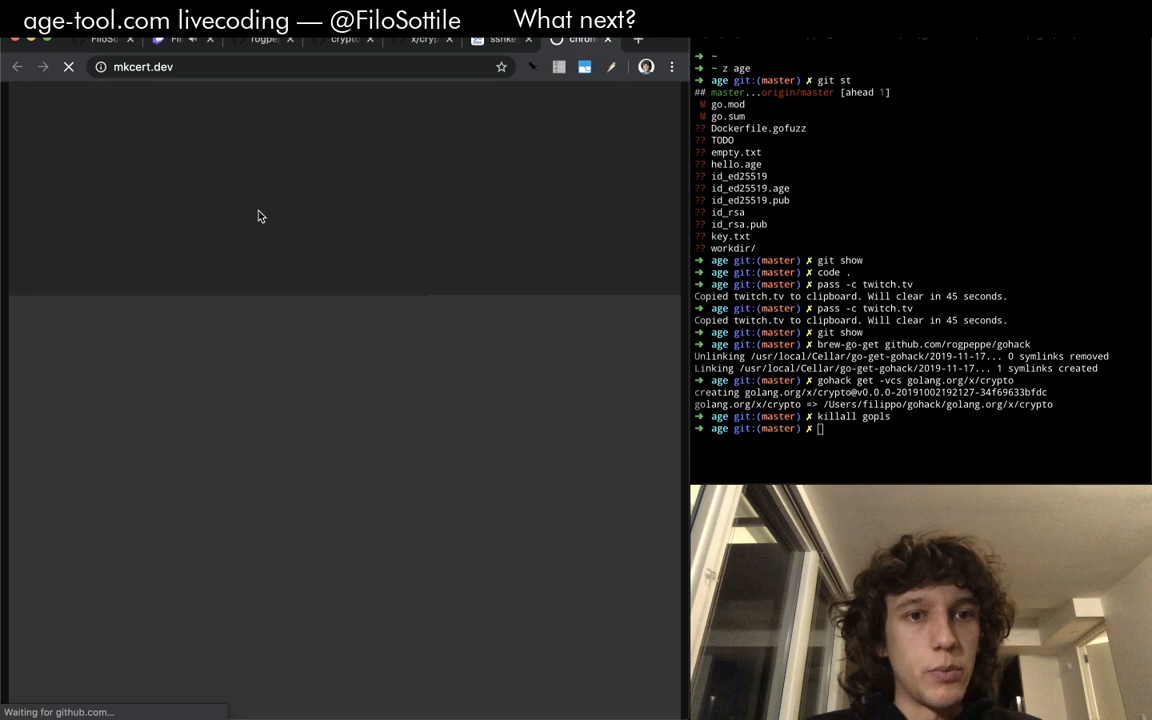 age-tool.com livecoding — @FiloSottile What next?
FiloSo
rogpe
crypto
x/cry
sshke
chrom
mkcert.dev
Waiting for github.com...
➜ ~
➜ ~ z age
➜ age git:(master) ✗ git st
## master...origin/master [ahead 1]
M go.mod
M go.sum
?? Dockerfile.gofuzz
?? TODO
?? empty.txt
?? hello.age
?? id_ed25519
?? id_ed25519.age
?? id_ed25519.pub
?? id_rsa
?? id_rsa.pub
?? key.txt
?? workdir/
➜ age git:(master) ✗ git show
➜ age git:(master) ✗ code .
➜ age git:(master) ✗ pass -c twitch.tv
Copied twitch.tv to clipboard. Will clear in 45 seconds.
➜ age git:(master) ✗ pass -c twitch.tv
Copied twitch.tv to clipboard. Will clear in 45 seconds.
➜ age git:(master) ✗ git show
➜ age git:(master) ✗ brew-go-get github.com/rogpeppe/gohack
Unlinking /usr/local/Cellar/go-get-gohack/2019-11-17... 0 symlinks removed
Linking /usr/local/Cellar/go-get-gohack/2019-11-17... 1 symlinks created
➜ age git:(master) ✗ gohack get -vcs golang.org/x/crypto
creating golang.org/x/crypto@v0.0.0-20191002192127-34f69633bfdc
golang.org/x/crypto => /Users/filippo/gohack/golang.org/x/crypto
➜ age git:(master) ✗ killall gopls
➜ age git:(master) ✗